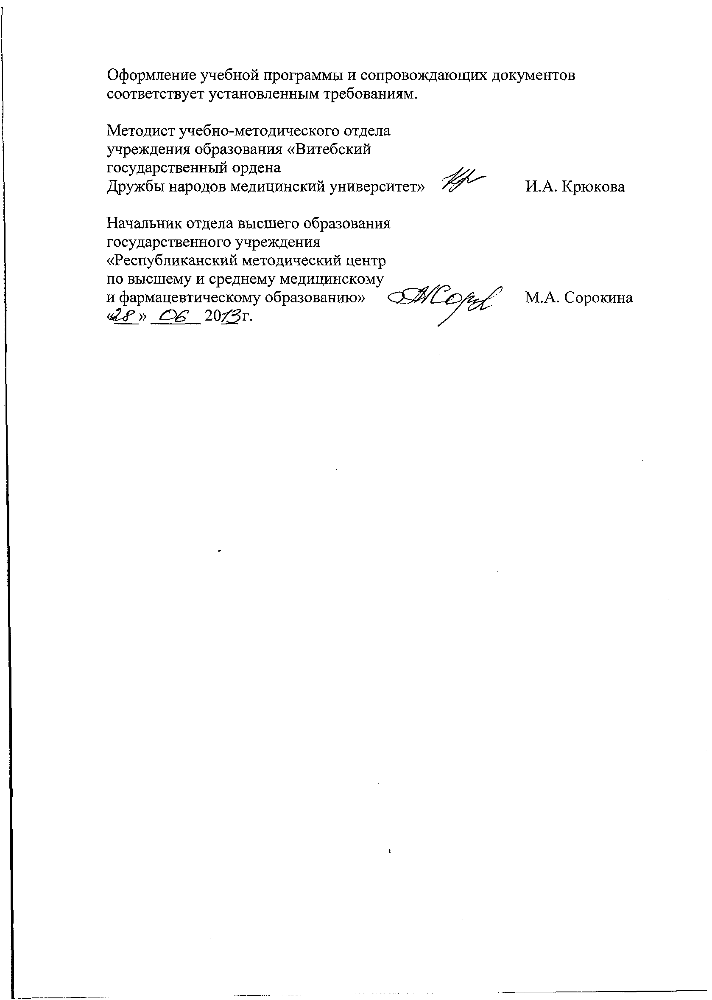 Оформление учебной программы и сопровождающих документов
соответствует установленным требованиям.
Методист учебно-методического отдела
учреждения образования «Витебский
государственный ордена
Дружбы народов медицинский университет» И.А. Крюкова
Начальник отдела высшего образования
государственного учреждения
«Республиканский методический центр
по высшему и среднему медицинскому
и фармацевтическому образованию» М.А. Сорокина
«28» 06 2013г.